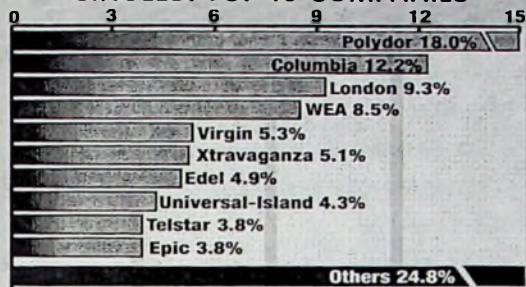 0 3 6 9 12 15
Polydor 18.0%
Columbia 12.2%
London 9.3%
WEA 8.5%
Virgin 5.3%
Xtravaganza 5.1%
Edel 4.9%
Universal-Island 4.3%
Telstar 3.8%
Epic 3.8%
Others 24.8%